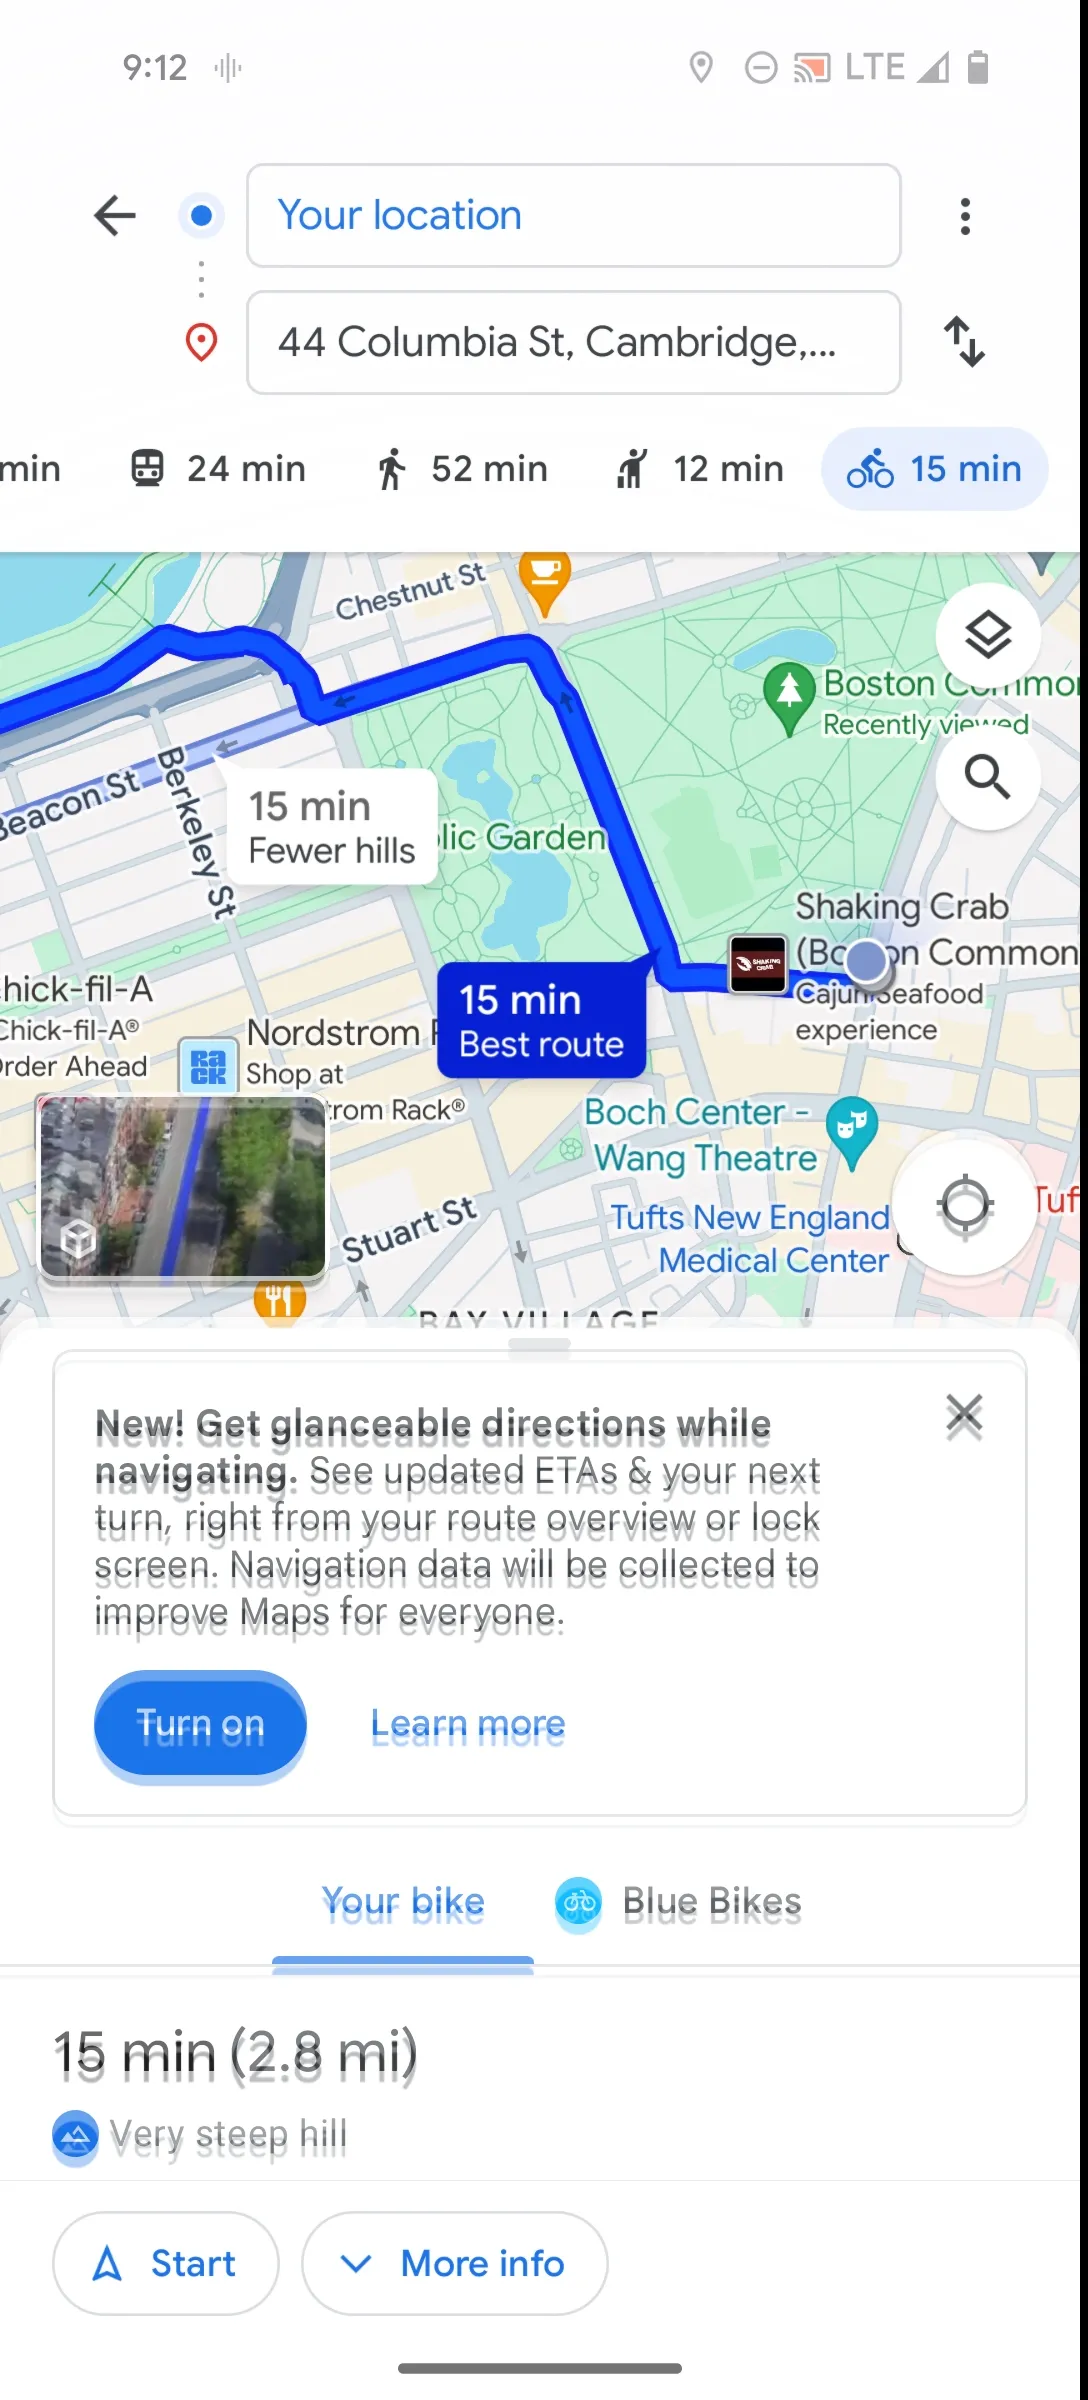 9:12
LTE
Your location
44 Columbia St, Cambridge,...
min
24 min
52 min
12 min
15 min
Chestnut St
Boston Common
Recently viewed
Beacon St
Berkeley St
15 min
Fewer hills
lic Garden
Shaking Crab
(Boston Common
Cajun Seafood
experience
SHAKING
CRAB
15 min
Best route
hick-fil-A
Chick-fil-A®
Order Ahead
Nordstrom R
Shop at
trom Rack®
RACK
Boch Center -
Wang Theatre
Tufts New England
Medical Center
Tuf
Stuart St
BAY VILLAGE
New! Get glanceable directions while
navigating. See updated ETAs & your next
turn, right from your route overview or lock
screen. Navigation data will be collected to
improve Maps for everyone.
Turn on
Learn more
Your bike
Blue Bikes
15 min (2.8 mi)
Very steep hill
Start
More info